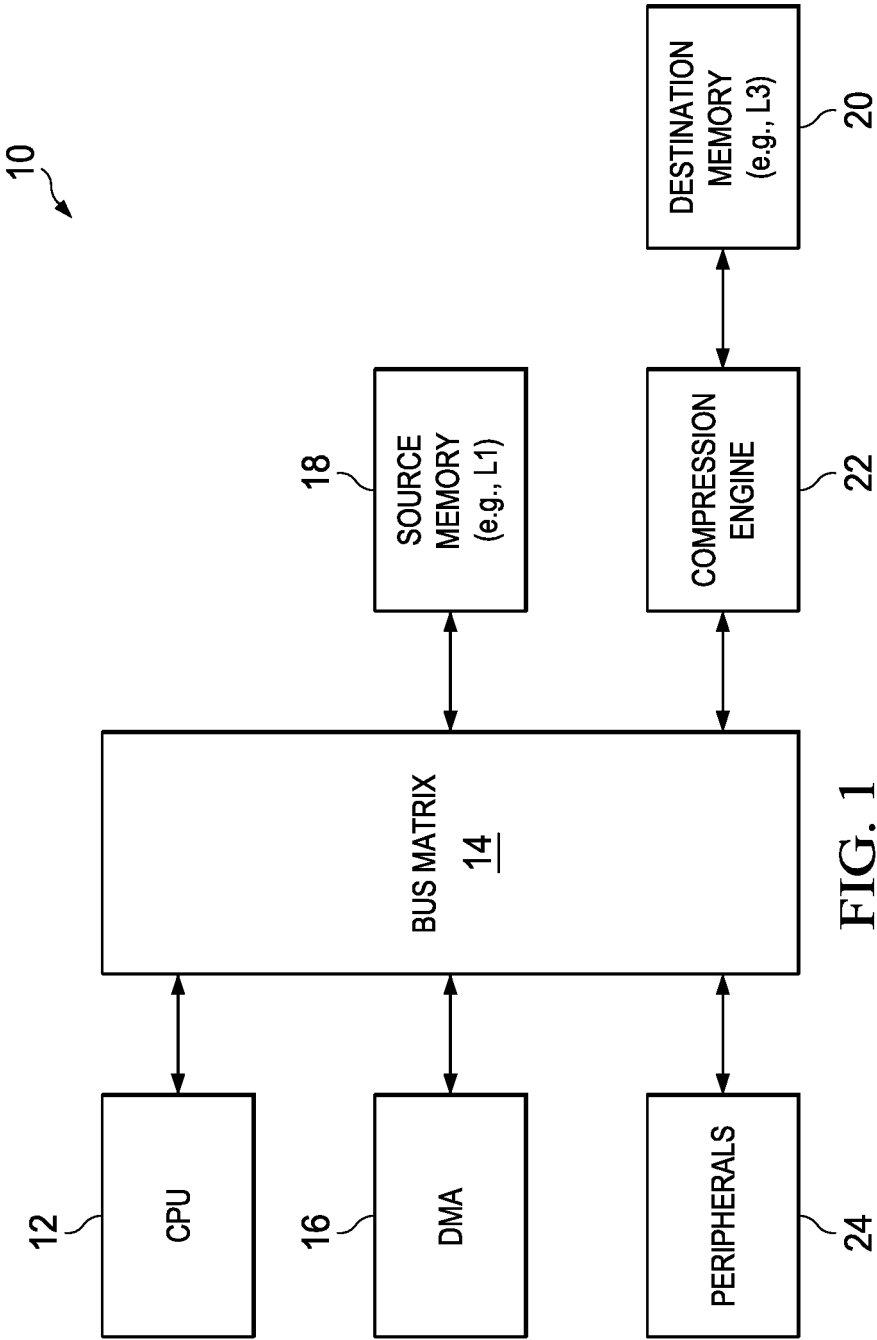 10
12
CPU
16
DMA
24
PERIPHERALS
BUS MATRIX
14
18
SOURCE
MEMORY
(e.g., L1)
COMPRESSION
ENGINE
22
DESTINATION
MEMORY
(e.g., L3)
20
FIG. 1